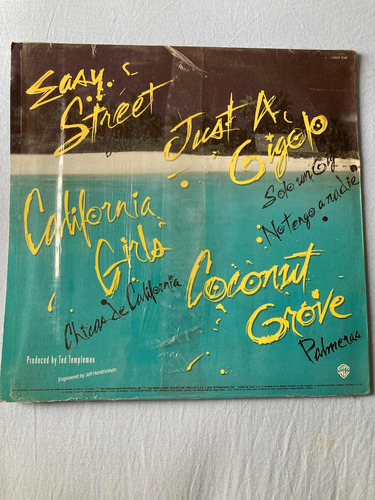 Easy
Street
Just A
Gigolo
Solo un Gigolo
No tengo a nadie
California
Girls
Chicas de California
Coconut
Grove
Palmeras
Produced by Ted Templeman
Engineered by Jeff Hendrickson